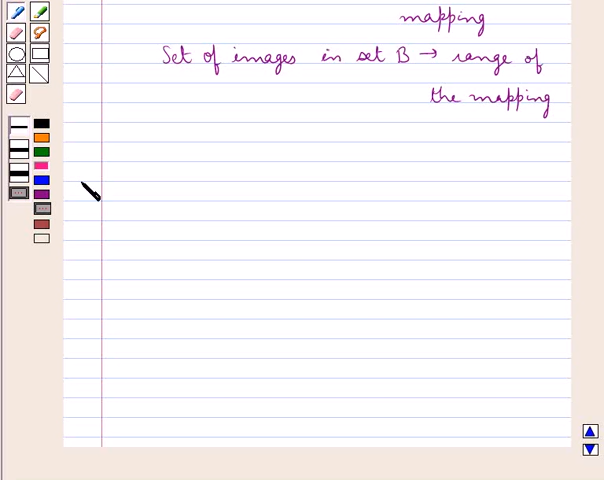 mapping
Set of images in set B → range of
the mapping